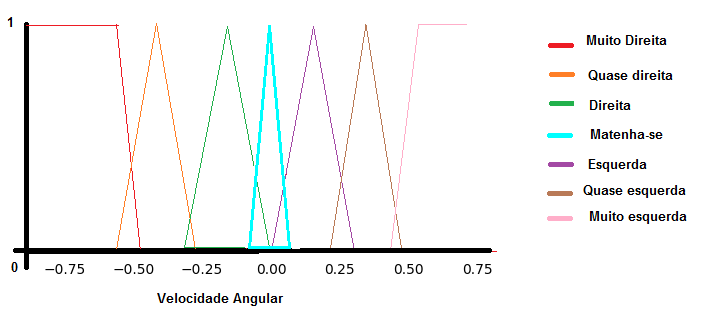 1
0
−0.75
−0.50
−0.25
0.00
0.25
0.50
0.75
Velocidade Angular
Muito Direita
Quase direita
Direita
Matenha-se
Esquerda
Quase esquerda
Muito esquerda